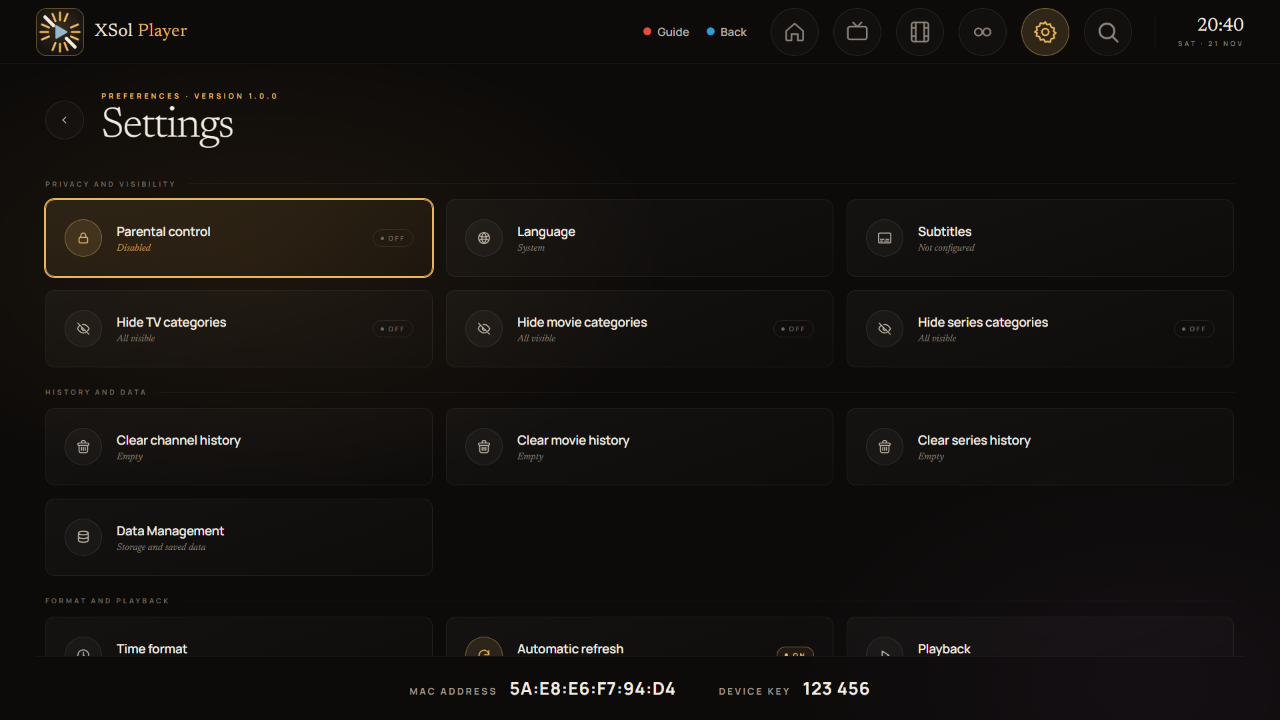 XSol Player
Guide
Back
20:40
SAT · 21 NOV
PREFERENCES · VERSION 1.0.0
Settings
PRIVACY AND VISIBILITY
Parental control
Disabled
OFF
Language
System
Subtitles
Not configured
Hide TV categories
All visible
OFF
Hide movie categories
All visible
OFF
Hide series categories
All visible
OFF
HISTORY AND DATA
Clear channel history
Empty
Clear movie history
Empty
Clear series history
Empty
Data Management
Storage and saved data
FORMAT AND PLAYBACK
Time format
Automatic refresh
ON
Playback
MAC ADDRESS 5A:E8:E6:F7:94:D4
DEVICE KEY 123 456